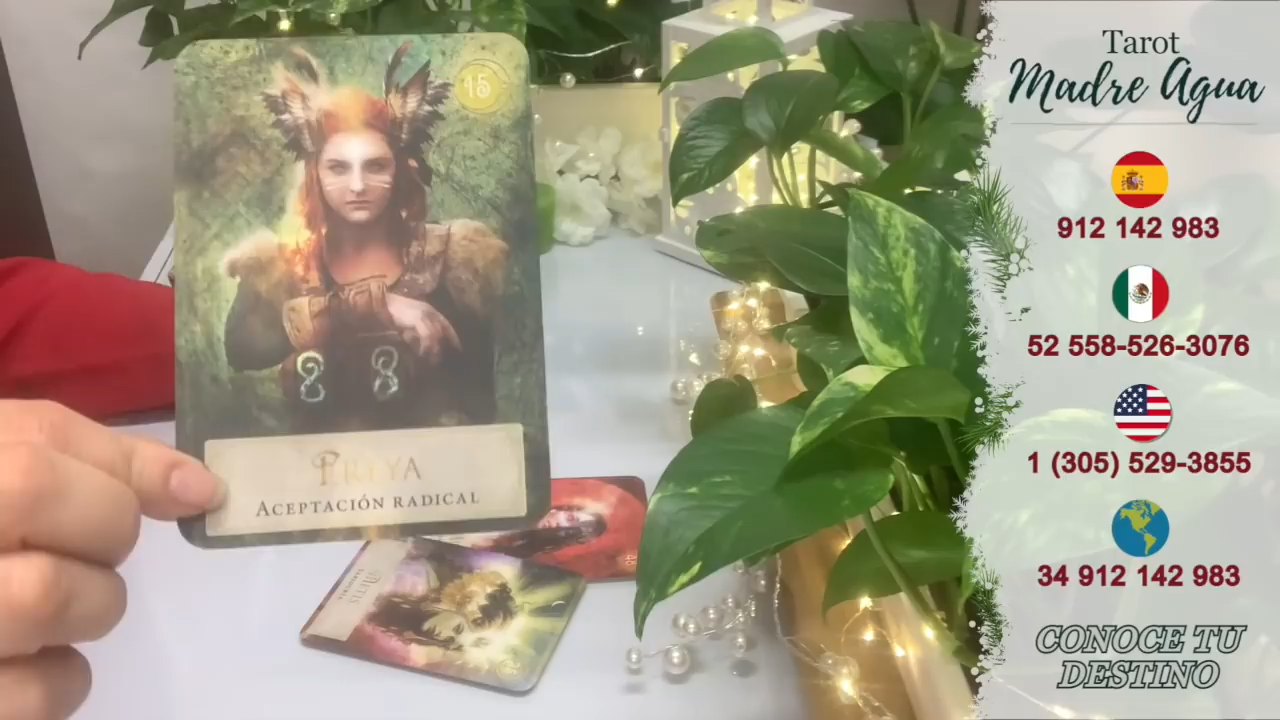 15
FREYA
ACEPTACIÓN RADICAL
METIS
Tarot
Madre Agua
912 142 983
52 558-526-3076
1 (305) 529-3855
34 912 142 983
CONOCE TU
DESTINO